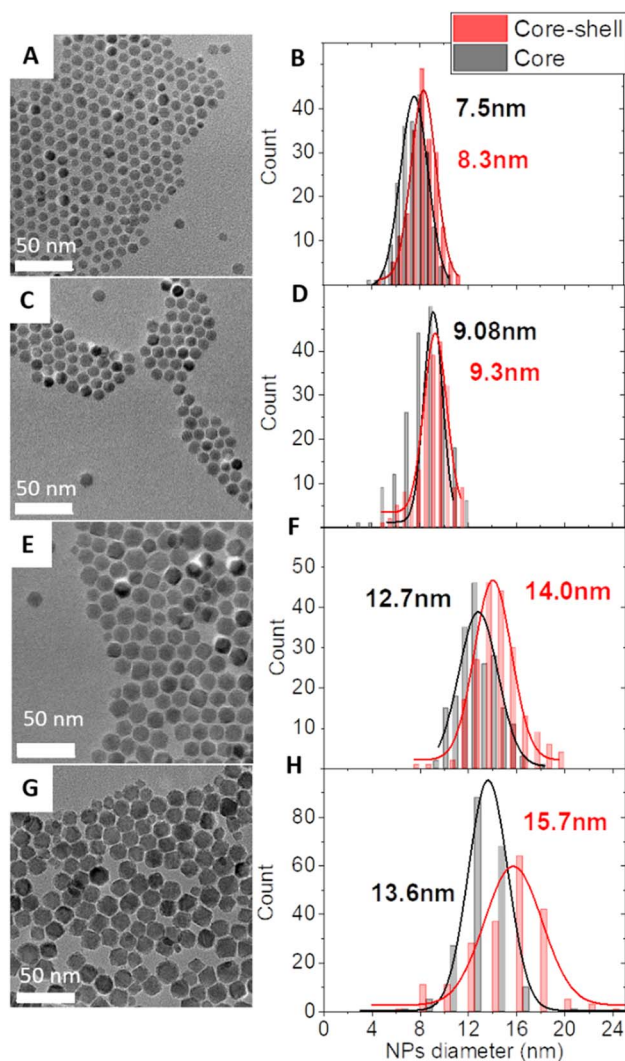 Core-shell
Core
A
B
7.5nm
8.3nm
Count
40
30
20
10
0
50 nm
C
D
9.08nm
9.3nm
Count
40
30
20
10
0
50 nm
E
F
12.7nm
14.0nm
Count
50
40
30
20
10
50 nm
G
H
15.7nm
13.6nm
Count
80
60
40
20
0
50 nm
0 4 8 12 16 20 24
NPs diameter (nm)